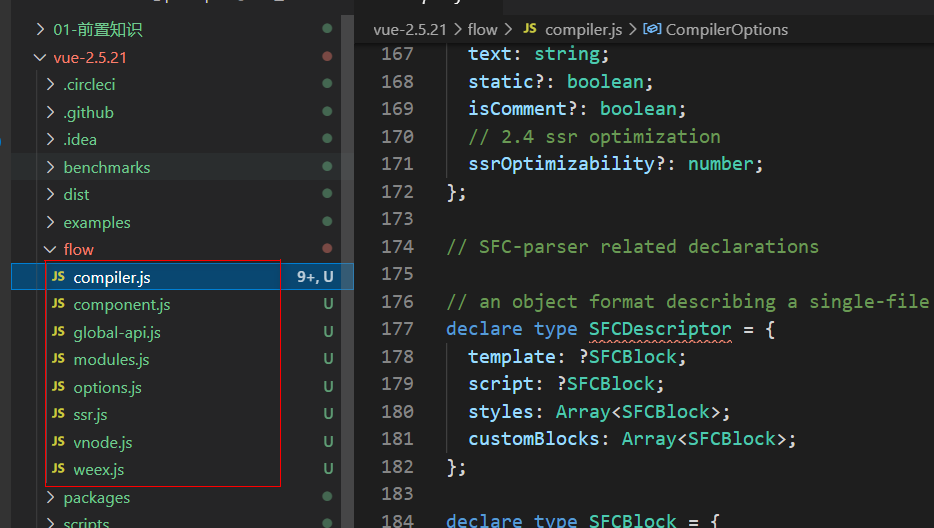 01-前置知识
vue-2.5.21
.circleci
.github
.idea
benchmarks
dist
examples
flow
JS compiler.js 9+, U
JS component.js U
JS global-api.js U
JS modules.js U
JS options.js U
JS ssr.js U
JS vnode.js U
JS weex.js U
packages
scripts
vue-2.5.21 > flow > JS compiler.js > CompilerOptions
167 text: string;
168 static?: boolean;
169 isComment?: boolean;
170 // 2.4 ssr optimization
171 ssrOptimizability?: number;
172 };
173
174 // SFC-parser related declarations
175
176 // an object format describing a single-file
177 declare type SFCDescriptor = {
178 template: ?SFCBlock;
179 script: ?SFCBlock;
180 styles: Array<SFCBlock>;
181 customBlocks: Array<SFCBlock>;
182 };
183
184 declare type SFCBlock = {